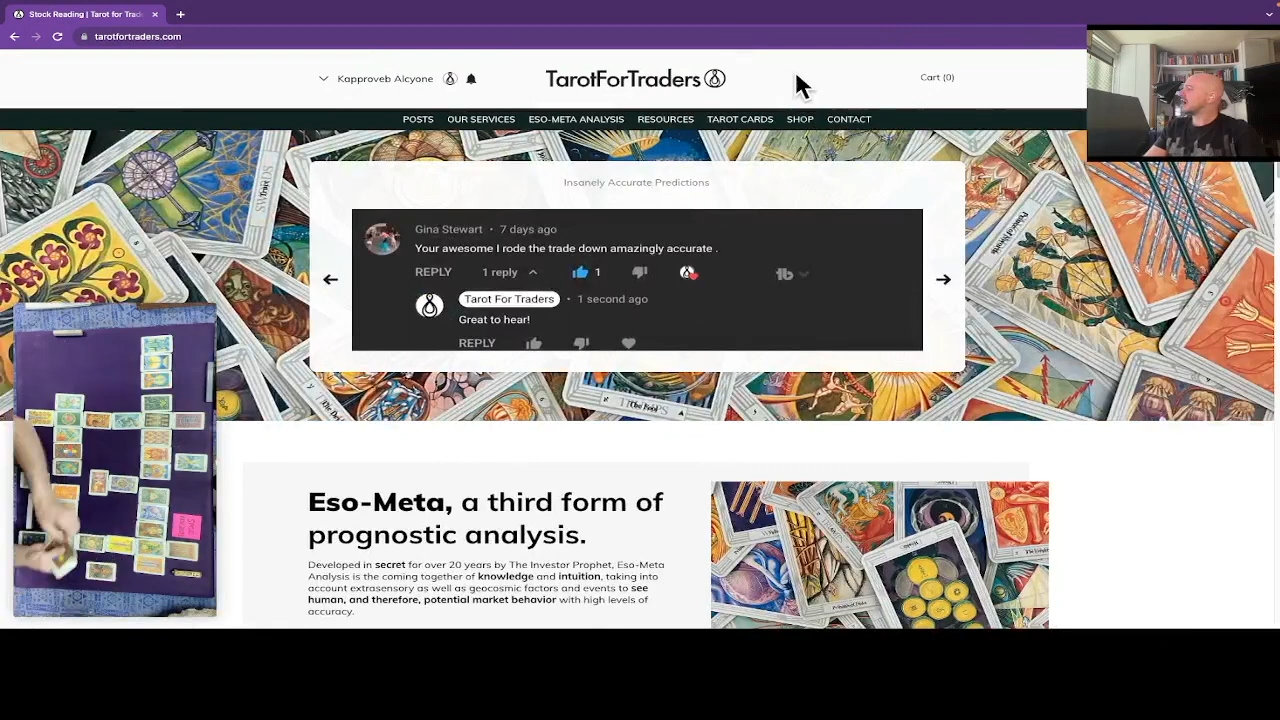 Stock Reading | Tarot for Trad
tarotfortraders.com
Kapproveb Alcyone
TarotForTraders
Cart (0)
POSTS OUR SERVICES ESO-META ANALYSIS RESOURCES TAROT CARDS SHOP CONTACT
Insanely Accurate Predictions
Gina Stewart • 7 days ago
Your awesome I rode the trade down amazingly accurate .
REPLY 1 reply 1
Tarot For Traders • 1 second ago
Great to hear!
REPLY
Eso-Meta, a third form of
prognostic analysis.
Developed in secret for over 20 years by The Investor Prophet, Eso-Meta
Analysis is the coming together of knowledge and intuition, taking into
account extrasensory as well as geocosmic factors and events to see
human, and therefore, potential market behavior with high levels of
accuracy.